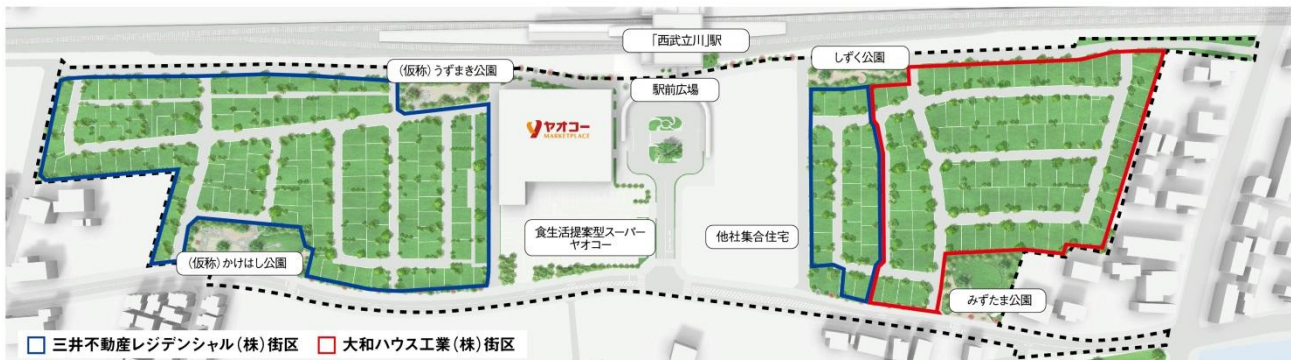 「西武立川」駅
(仮称)うずまき公園
しずく公園
駅前広場
ヤオコー
MARKETPLACE
食生活提案型スーパー
ヤオコー
他社集合住宅
(仮称)かけはし公園
みずたま公園
三井不動産レジデンシャル(株)街区
大和ハウス工業(株)街区